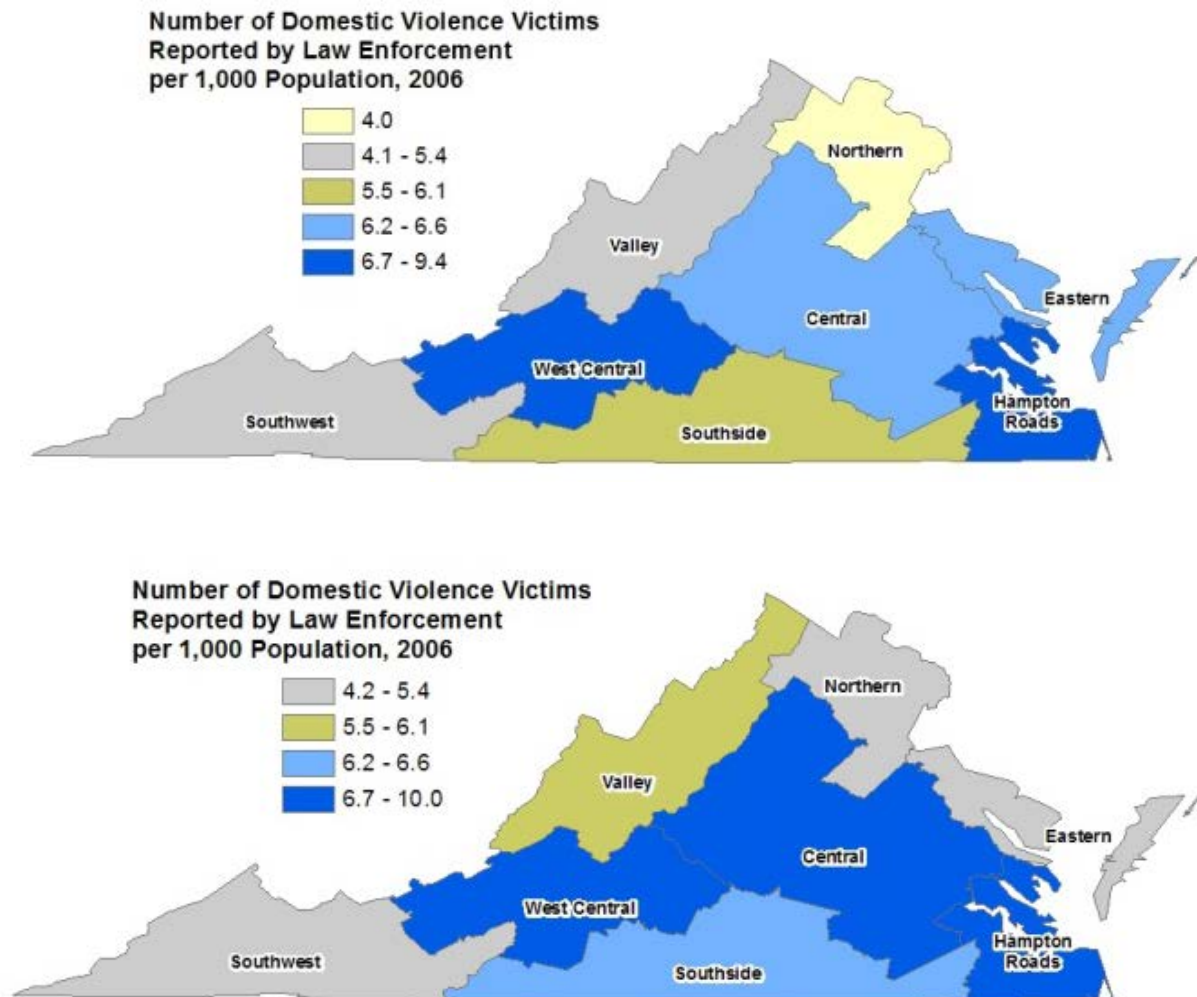 Number of Domestic Violence Victims
Reported by Law Enforcement
per 1,000 Population, 2006
4.0
4.1 - 5.4
5.5 - 6.1
6.2 - 6.6
6.7 - 9.4
Northern
Valley
Eastern
Central
West Central
Hampton
Roads
Southwest
Southside
Number of Domestic Violence Victims
Reported by Law Enforcement
per 1,000 Population, 2006
4.2 - 5.4
5.5 - 6.1
6.2 - 6.6
6.7 - 10.0
Northern
Valley
Eastern
Central
West Central
Hampton
Roads
Southwest
Southside